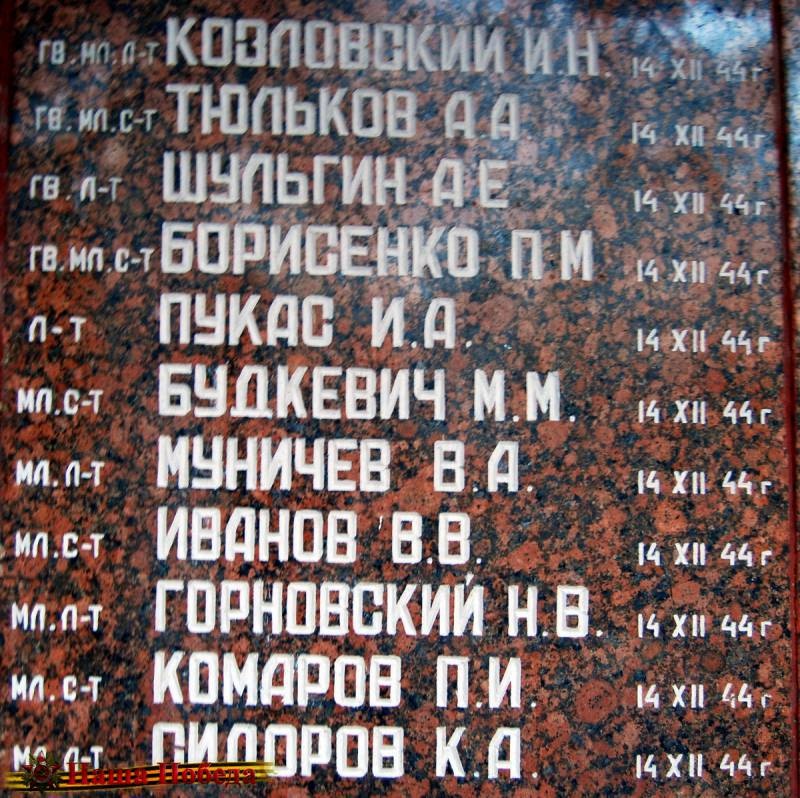 ГВ.МЛ.Л-Т КОЗЛОВСКИЙ И.Н. 14 XII 44г
ГВ.МЛ.С-Т ТЮЛЬКОВ А.А. 14 XII 44г
ГВ.Л-Т ШУЛЬГИН А Е 14 XII 44г
ГВ.МЛ.С-Т БОРИСЕНКО П М 14 XII 44г
Л-Т ПУКАС И.А. 14 XII 44г
МЛ.С-Т БУДКЕВИЧ М.М. 14 XII 44г
МЛ.Л-Т МУНИЧЕВ В.А. 14 XII 44г
МЛ.С-Т ИВАНОВ В.В. 14 XII 44г
МЛ.Л-Т ГОРНОВСКИЙ Н.В. 14 XII 44г
МЛ.С-Т КОМАРОВ П.И. 14 XII 44г
МЛ.Л-Т СИДОРОВ К.А. 14 XII 44г
Наша Победа